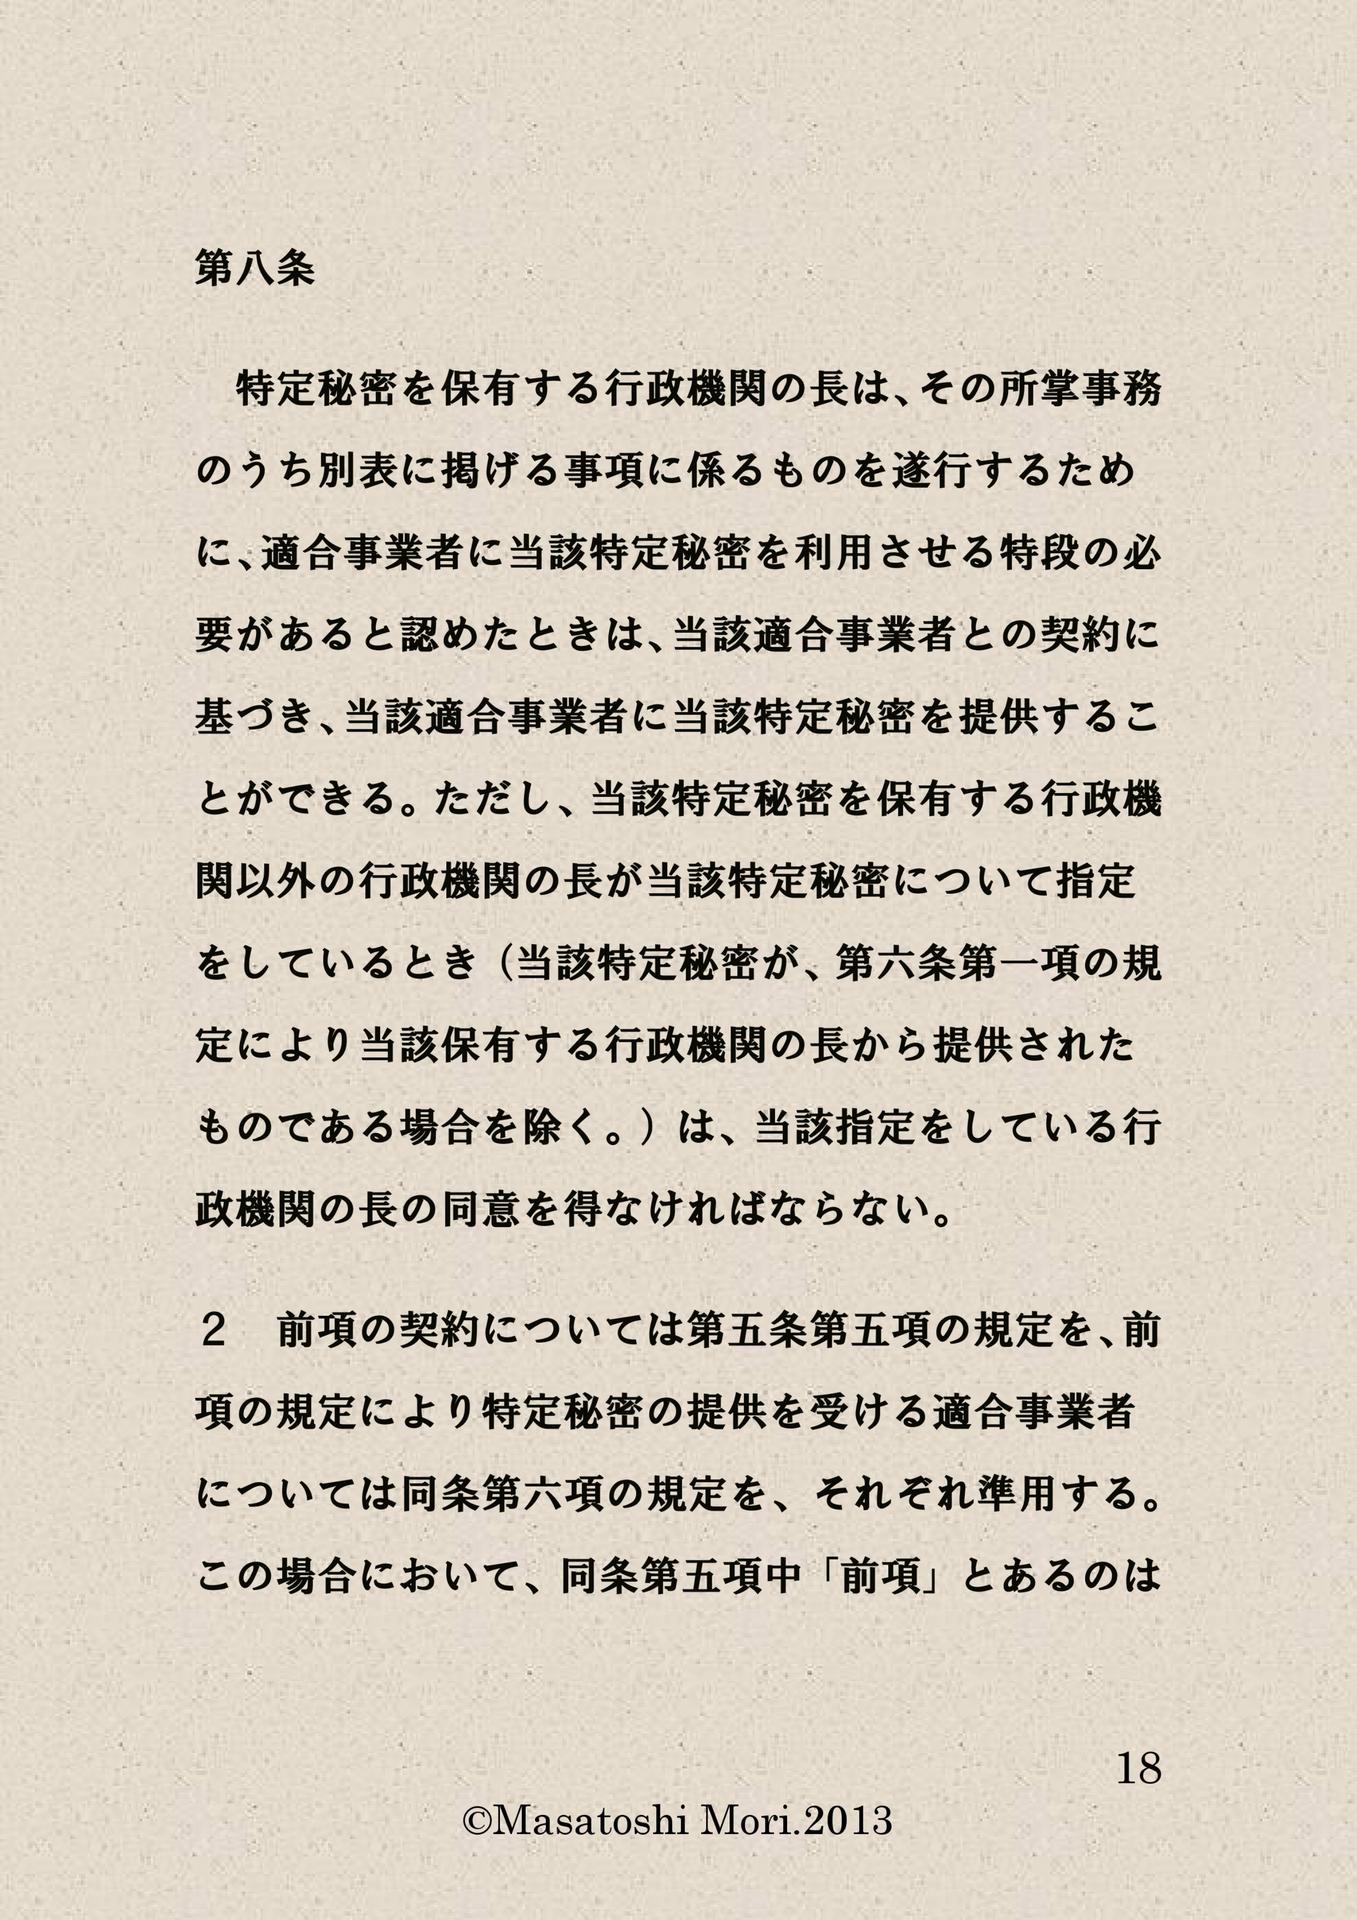 第八条
　特定秘密を保有する行政機関の長は、その所掌事務
のうち別表に掲げる事項に係るものを遂行するため
に、適合事業者に当該特定秘密を利用させる特段の必
要があると認めたときは、当該適合事業者との契約に
基づき、当該適合事業者に当該特定秘密を提供するこ
とができる。ただし、当該特定秘密を保有する行政機
関以外の行政機関の長が当該特定秘密について指定
をしているとき（当該特定秘密が、第六条第一項の規
定により当該保有する行政機関の長から提供された
ものである場合を除く。）は、当該指定をしている行
政機関の長の同意を得なければならない。
２　前項の契約については第五条第五項の規定を、前
項の規定により特定秘密の提供を受ける適合事業者
については同条第六項の規定を、それぞれ準用する。
この場合において、同条第五項中「前項」とあるのは
18
©Masatoshi Mori.2013